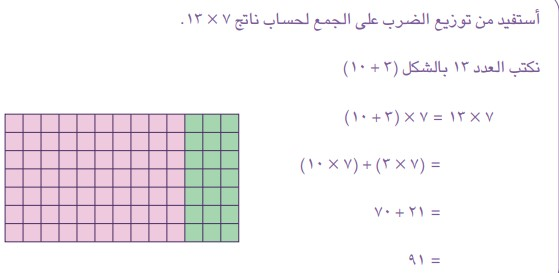 أستفيد من توزيع الضرب على الجمع لحساب ناتج ٧ × ١٣.
نكتب العدد ١٣ بالشكل (٣ + ١٠)
٧ × ١٣ = ٧ × (٣ + ١٠)
= (٧ × ٣) + (٧ × ١٠)
= ٢١ + ٧٠
= ٩١